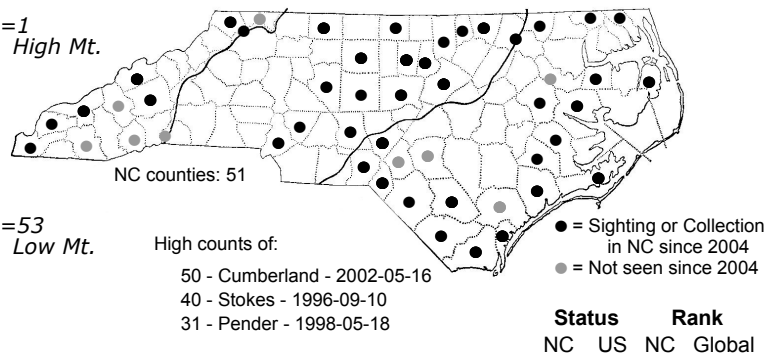 =1
High Mt.
NC counties: 51
=53
Low Mt.
High counts of:
50 - Cumberland - 2002-05-16
40 - Stokes - 1996-09-10
31 - Pender - 1998-05-18
= Sighting or Collection
in NC since 2004
= Not seen since 2004
Status Rank
NC US NC Global